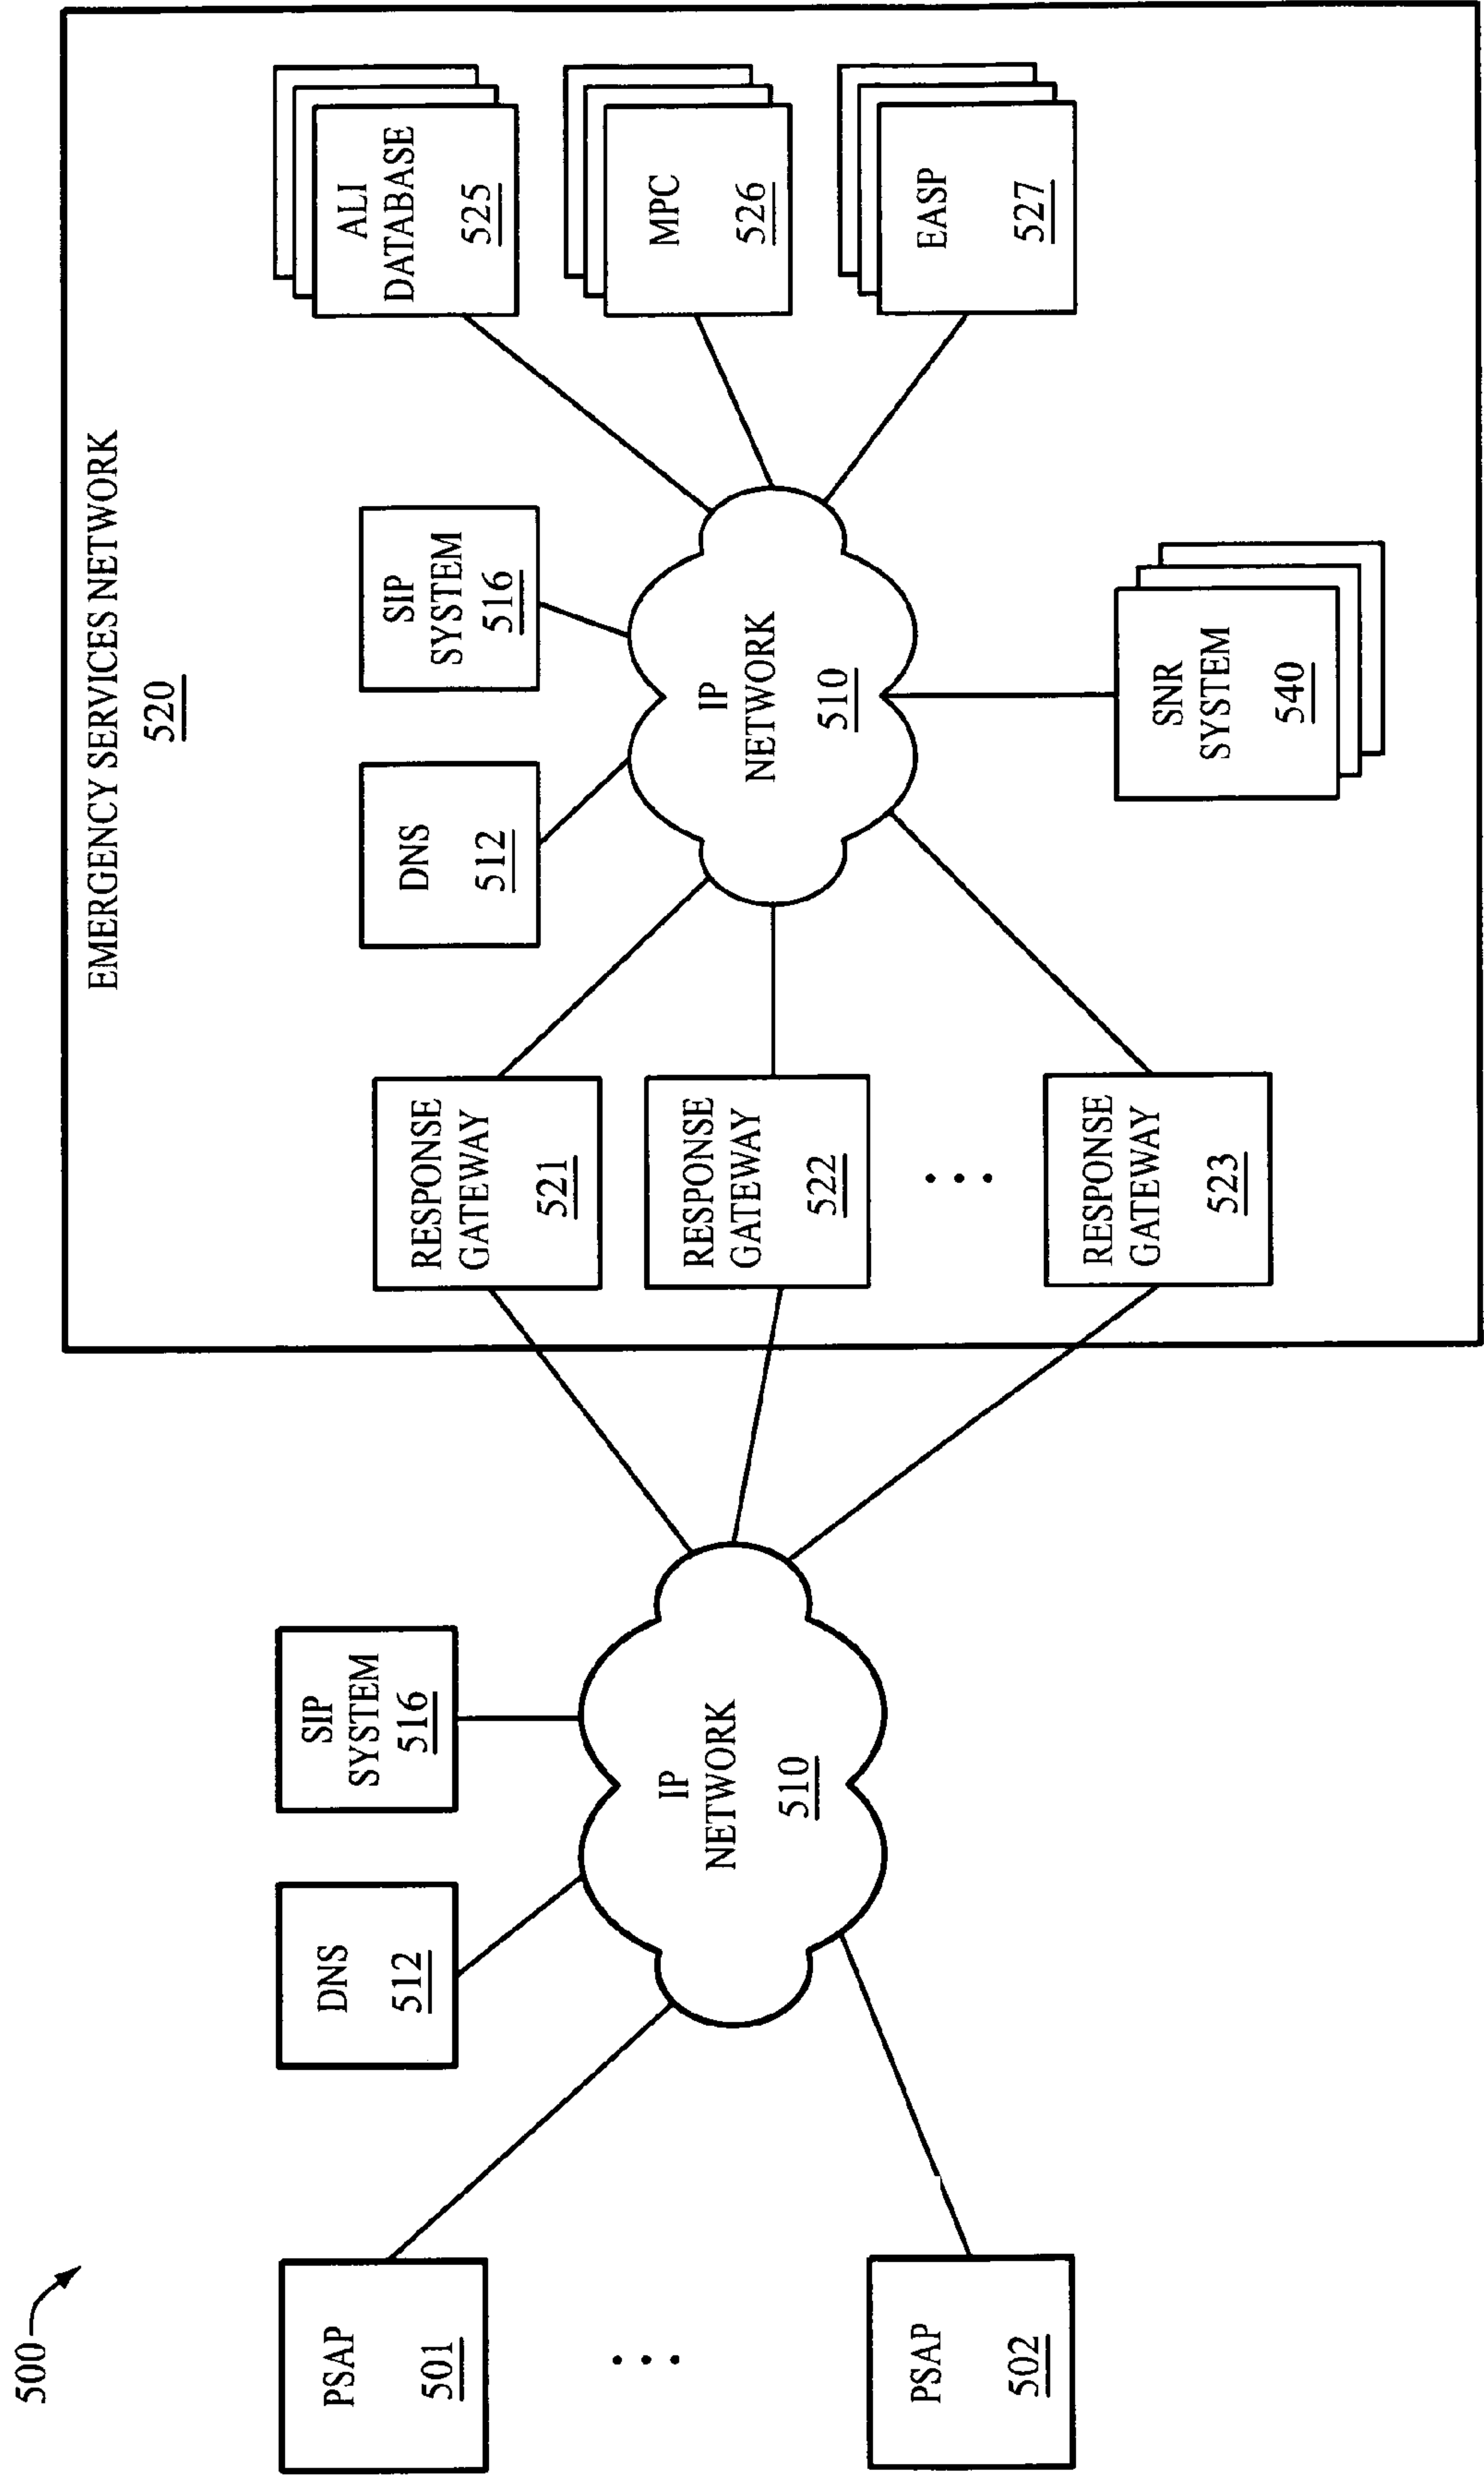 500
EMERGENCY SERVICES NETWORK
520
PSAP
501
PSAP
502
DNS
512
SIP
SYSTEM
516
IP
NETWORK
510
RESPONSE
GATEWAY
521
RESPONSE
GATEWAY
522
RESPONSE
GATEWAY
523
DNS
512
SIP
SYSTEM
516
IP
NETWORK
510
SNR
SYSTEM
540
ALI
DATABASE
525
MPC
526
EASP
527